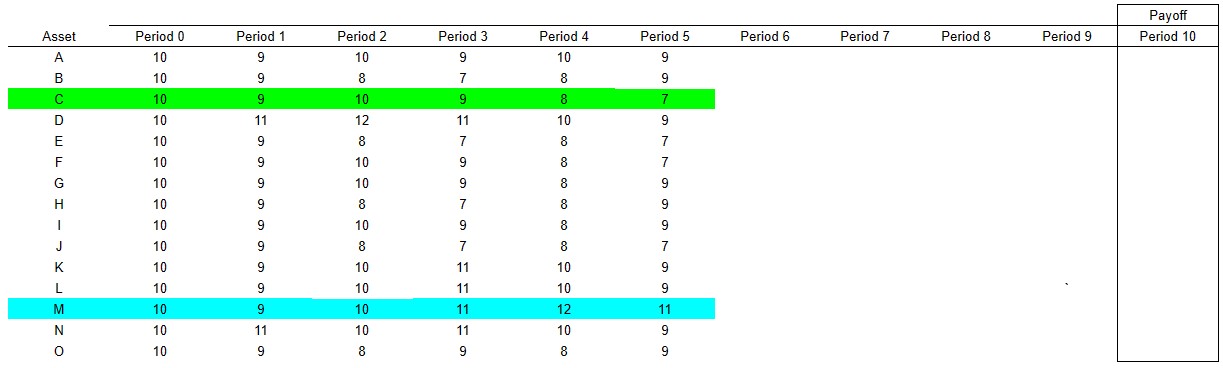 Payoff
Asset Period 0 Period 1 Period 2 Period 3 Period 4 Period 5 Period 6 Period 7 Period 8 Period 9 Period 10
A 10 9 10 9 10 9
B 10 9 8 7 8 9
C 10 9 10 9 8 7
D 10 11 12 11 10 9
E 10 9 8 7 8 7
F 10 9 10 9 8 7
G 10 9 10 9 8 9
H 10 9 8 7 8 9
I 10 9 10 9 8 9
J 10 9 8 7 8 7
K 10 9 10 11 10 9
L 10 9 10 11 10 9
M 10 9 10 11 12 11
N 10 11 10 11 10 9
O 10 9 8 9 8 9